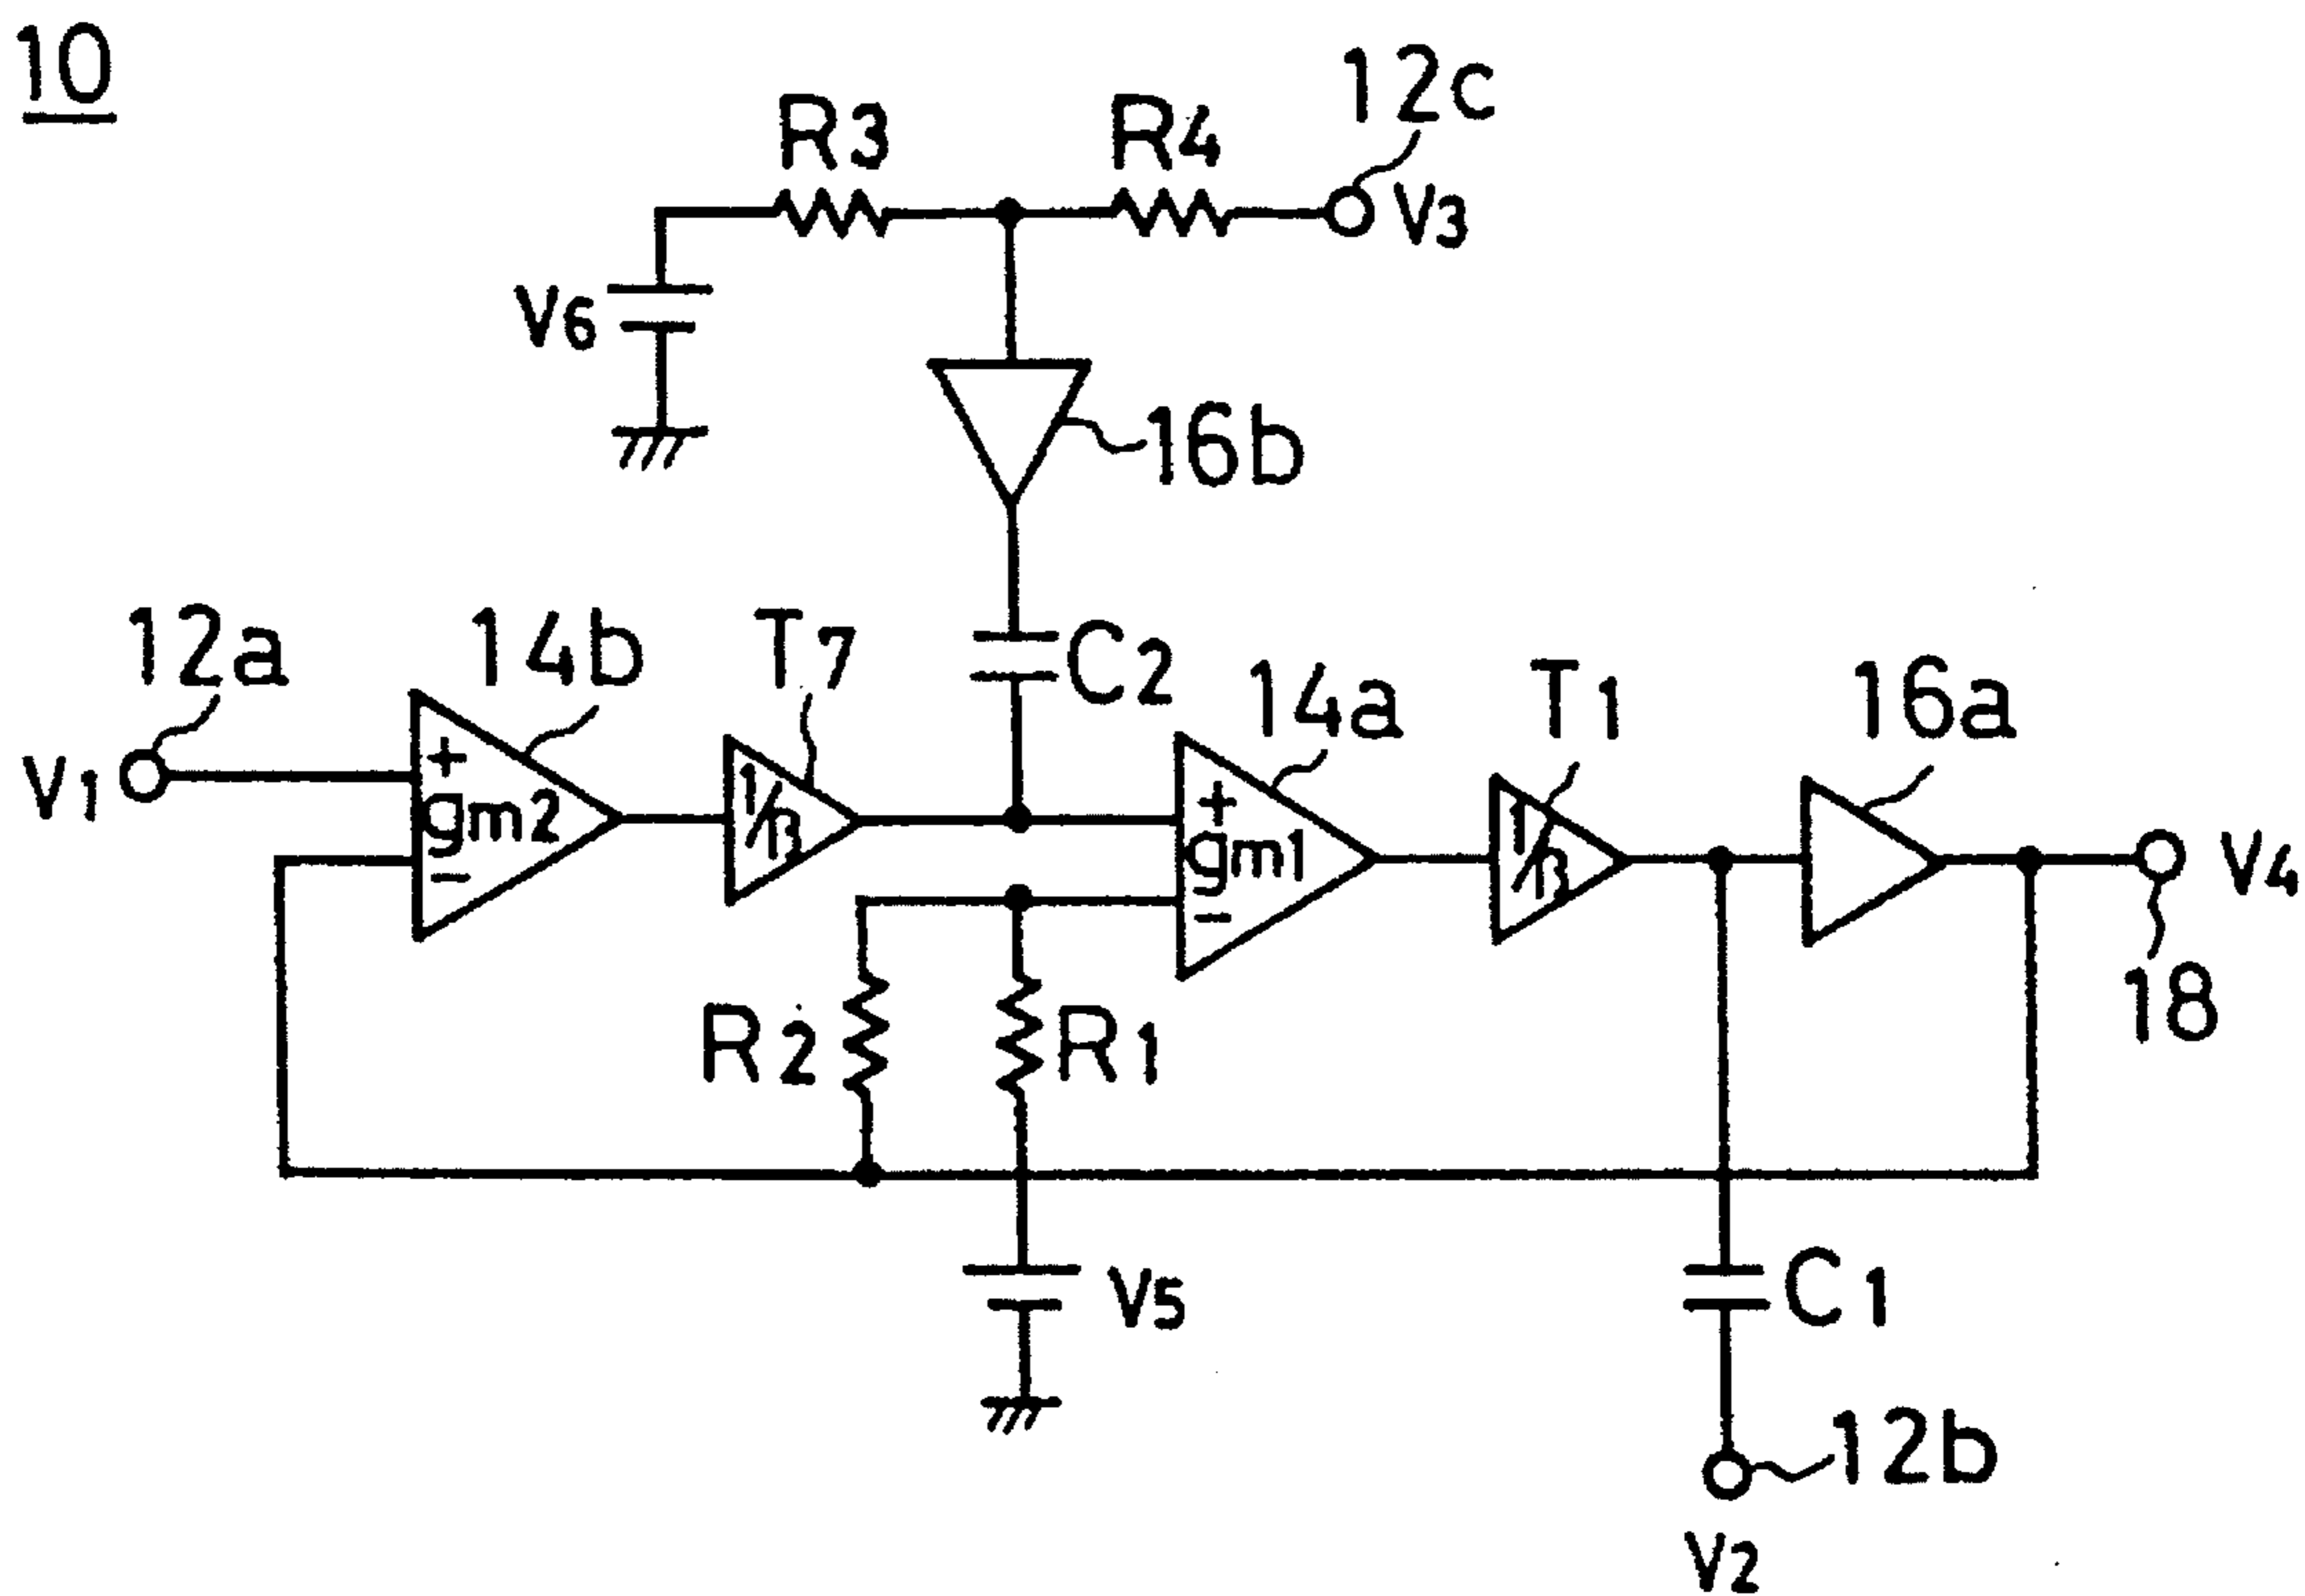 10
12c
R3
R4
V3
V6
16b
12a
14b
T7
C2
14a
T1
16a
V1
+
gm2
−
1/β
+
gm1
−
1/β
V4
18
R2
R1
V5
C1
12b
V2